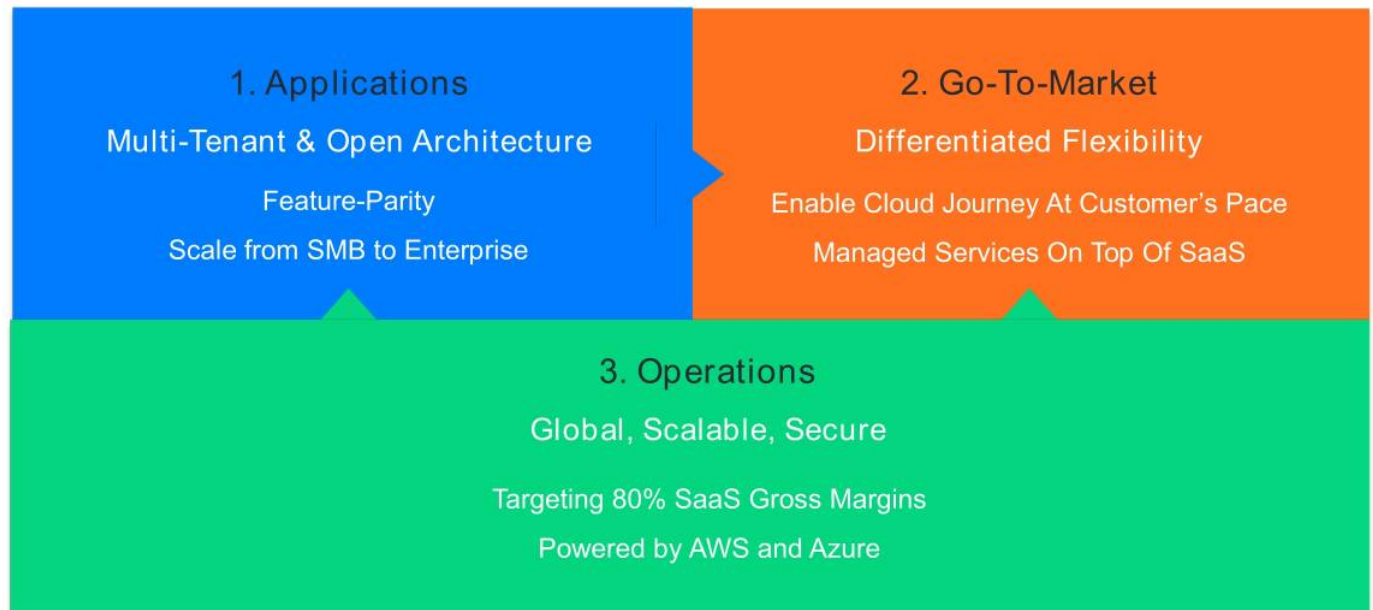 1. Applications
Multi-Tenant & Open Architecture
Feature-Parity
Scale from SMB to Enterprise
2. Go-To-Market
Differentiated Flexibility
Enable Cloud Journey At Customer’s Pace
Managed Services On Top Of SaaS
3. Operations
Global, Scalable, Secure
Targeting 80% SaaS Gross Margins
Powered by AWS and Azure